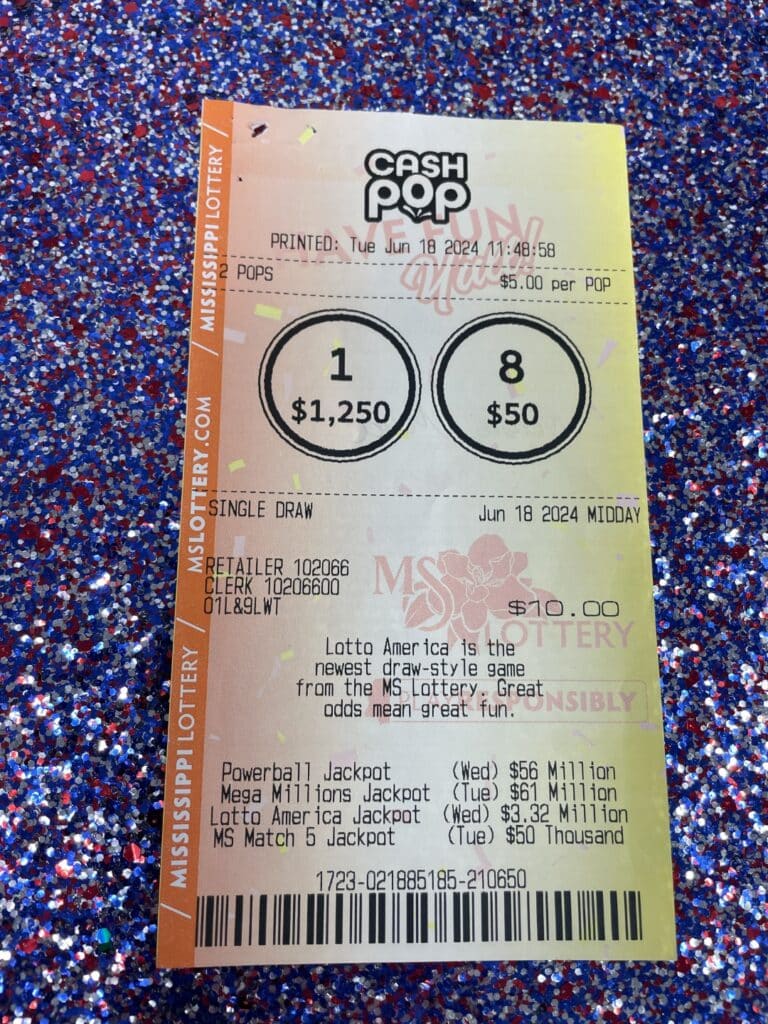 CASH
POP
HAVE FUN
Y'all!
PRINTED: Tue Jun 18 2024 11:48:58
2 POPS $5.00 per POP
1 8
$1,250 $50
SINGLE DRAW Jun 18 2024 MIDDAY
RETAILER 102066
CLERK 10206600
01L&9LWT
$10.00
MS
LOTTERY
Lotto America is the
newest draw-style game
from the MS Lottery. Great
odds mean great fun.
PLAY RESPONSIBLY
Powerball Jackpot (Wed) $56 Million
Mega Millions Jackpot (Tue) $61 Million
Lotto America Jackpot (Wed) $3.32 Million
MS Match 5 Jackpot (Tue) $50 Thousand
1723-021885185-210650
/ MISSISSIPPI LOTTERY / MSLOTTERY.COM / MISSISSIPPI LOTTERY /